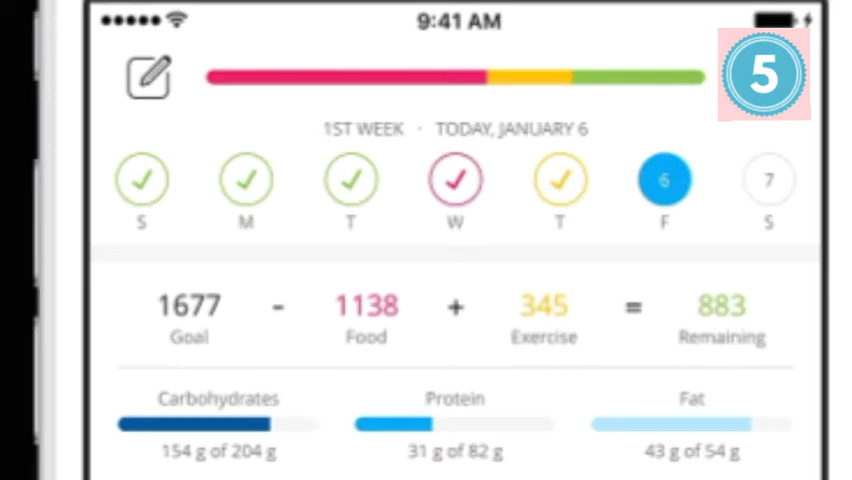 9:41 AM
5
1ST WEEK · TODAY, JANUARY 6
6 7
S M T W T F S
1677 - 1138 + 345 = 883
Goal Food Exercise Remaining
Carbohydrates Protein Fat
154 g of 204 g 31 g of 82 g 43 g of 54 g